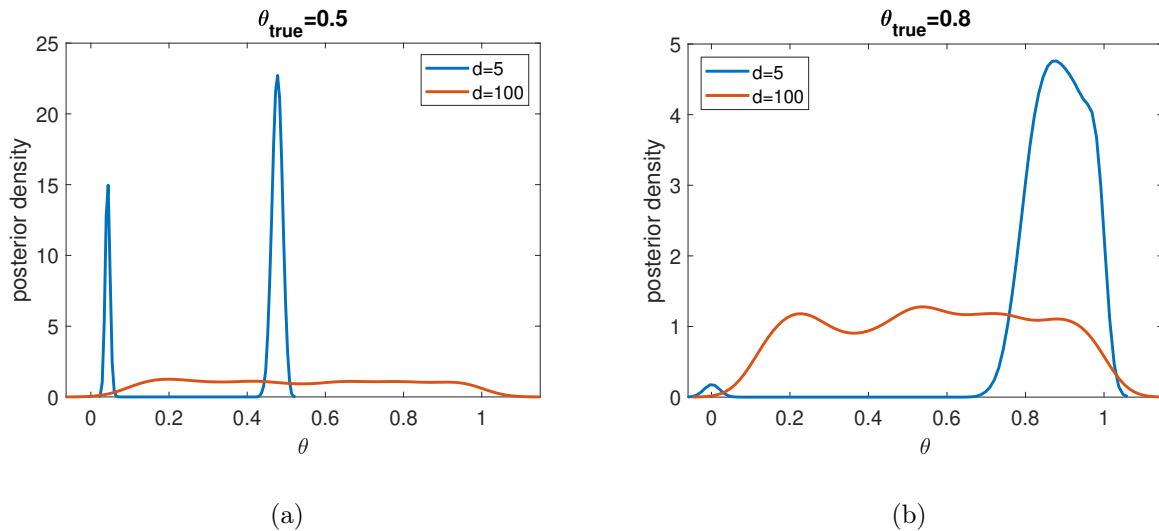 θtrue=0.5
25
20
15
10
5
0
posterior density
d=5
d=100
0 0.2 0.4 0.6 0.8 1
θ
(a)
θtrue=0.8
5
4
3
2
1
0
posterior density
d=5
d=100
0 0.2 0.4 0.6 0.8 1
θ
(b)